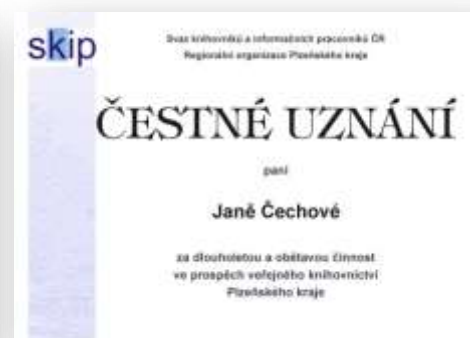 skip
Svaz knihovníků a informačních pracovníků ČR
Regionální organizace Plzeňského kraje
ČESTNÉ UZNÁNÍ
paní
Janě Čechové
za dlouholetou a obětavou činnost
ve prospěch veřejného knihovnictví
Plzeňského kraje